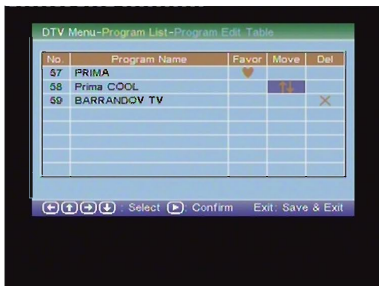 DTV Menu-Program List-Program Edit Table
No. Program Name Favor Move Del
57 PRIMA
58 Prima COOL
59 BARRANDOV TV
: Select : Confirm Exit: Save & Exit